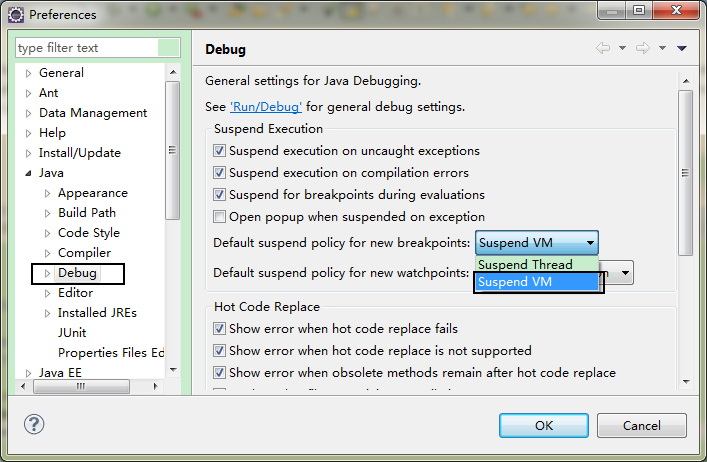 Preferences
type filter text
General
Ant
Data Management
Help
Install/Update
Java
Appearance
Build Path
Code Style
Compiler
Debug
Editor
Installed JREs
JUnit
Properties Files Ed
Java EE
Debug
General settings for Java Debugging.
See 'Run/Debug' for general debug settings.
Suspend Execution
Suspend execution on uncaught exceptions
Suspend execution on compilation errors
Suspend for breakpoints during evaluations
Open popup when suspended on exception
Default suspend policy for new breakpoints: Suspend VM
Suspend Thread
Suspend VM
Default suspend policy for new watchpoints:
Hot Code Replace
Show error when hot code replace fails
Show error when hot code replace is not supported
Show error when obsolete methods remain after hot code replace
OK
Cancel